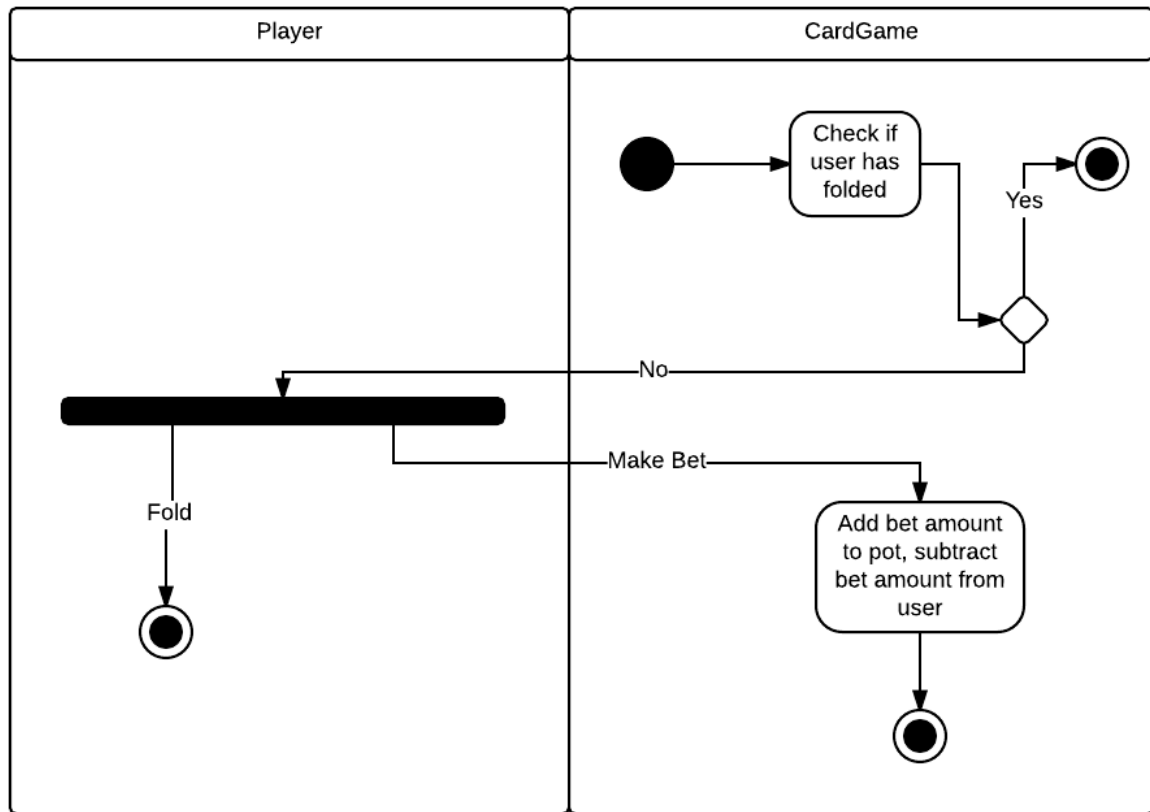 Player
CardGame
Check if
user has
folded
Yes
No
Make Bet
Fold
Add bet amount
to pot, subtract
bet amount from
user